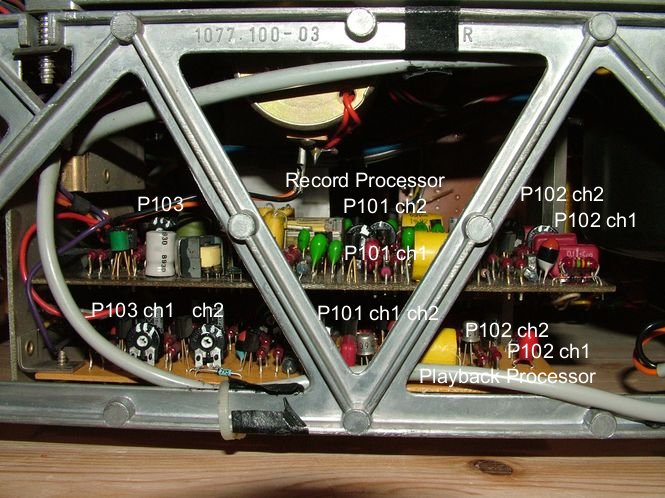 1077.100-03 R
Record Processor
P103
P101 ch2
P102 ch2
P102 ch1
P101 ch1
P103 ch1 ch2
P101 ch1 ch2
P102 ch2
P102 ch1
Playback Processor